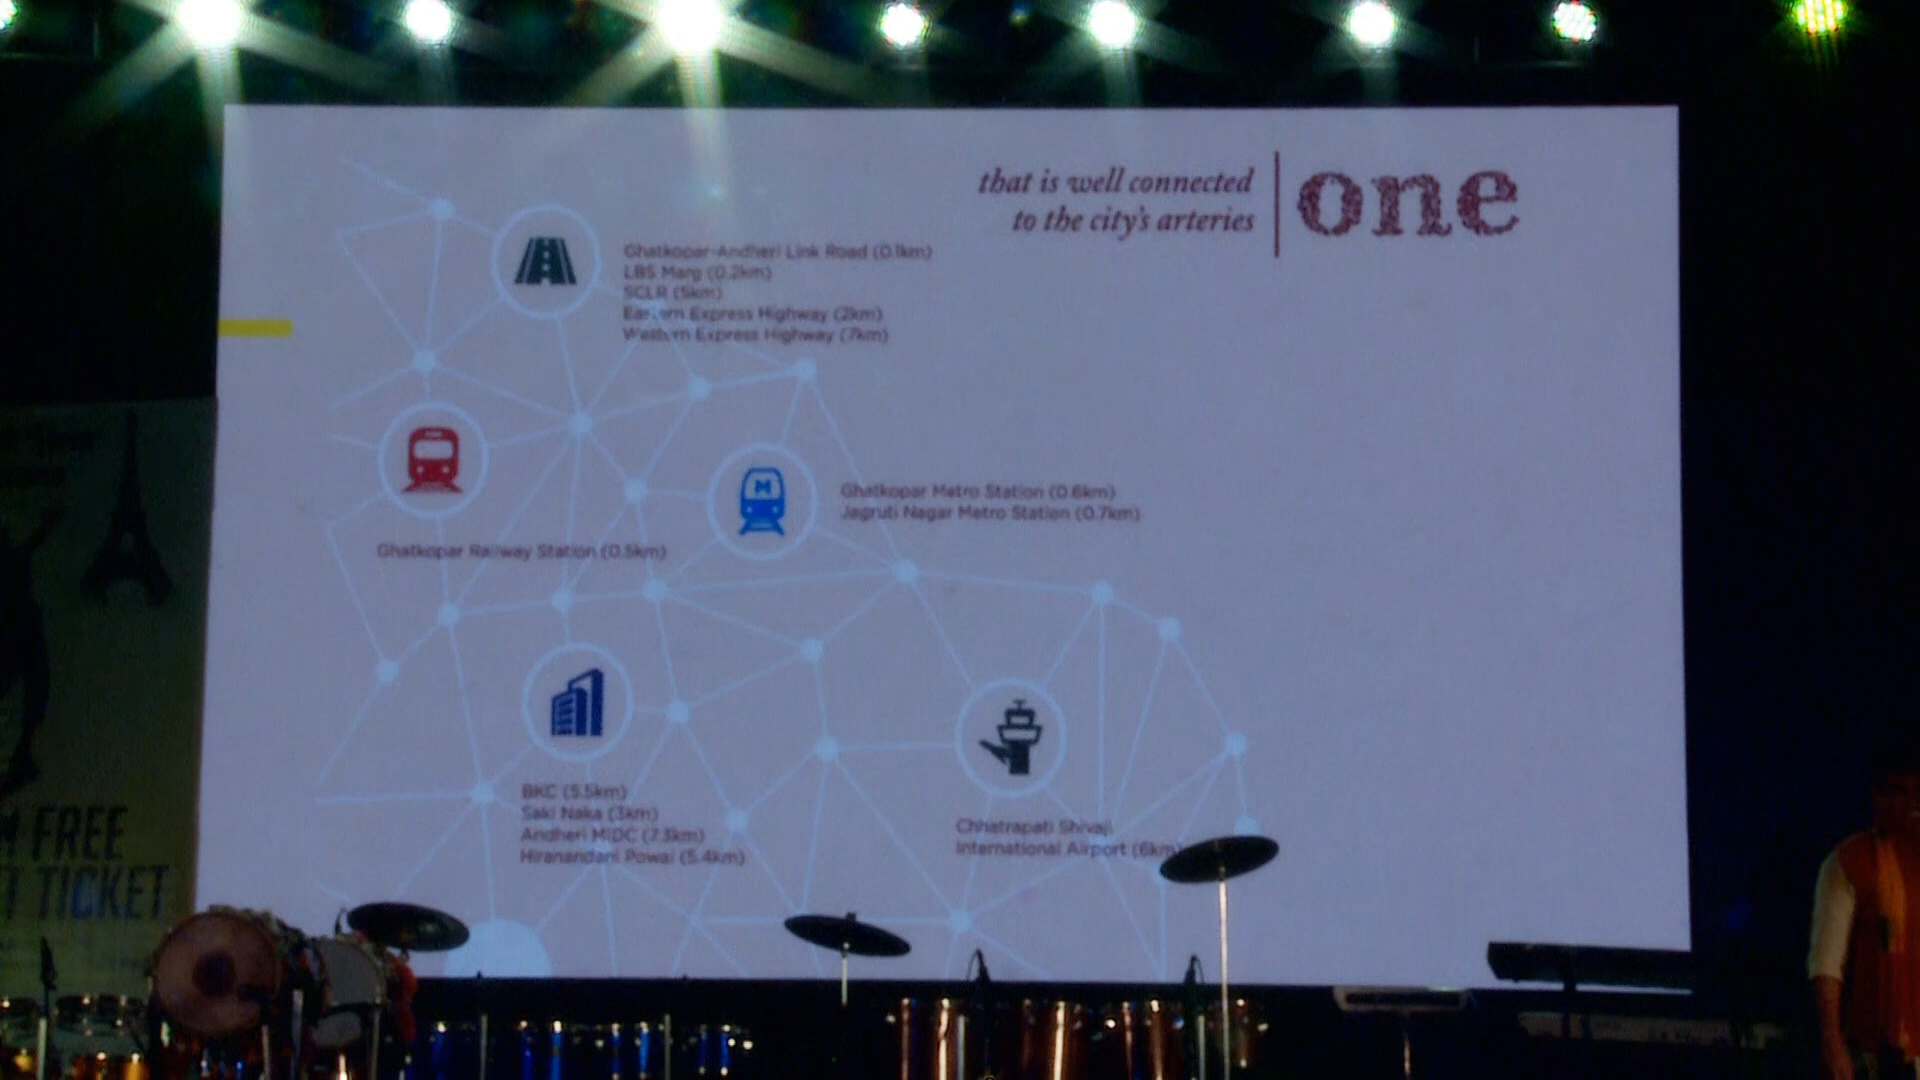 that is well connected
to the city's arteries
one
Ghatkopar-Andheri Link Road (0.1km)
LBS Marg (0.2km)
SCLR (5km)
Eastern Express Highway (2km)
Western Express Highway (7km)
Ghatkopar Metro Station (0.6km)
Jagruti Nagar Metro Station (0.7km)
Ghatkopar Railway Station (0.5km)
BKC (5.5km)
Saki Naka (3km)
Andheri MIDC (7.3km)
Hiranandani Powai (5.4km)
Chhatrapati Shivaji
International Airport (6km)
FREE
TICKET